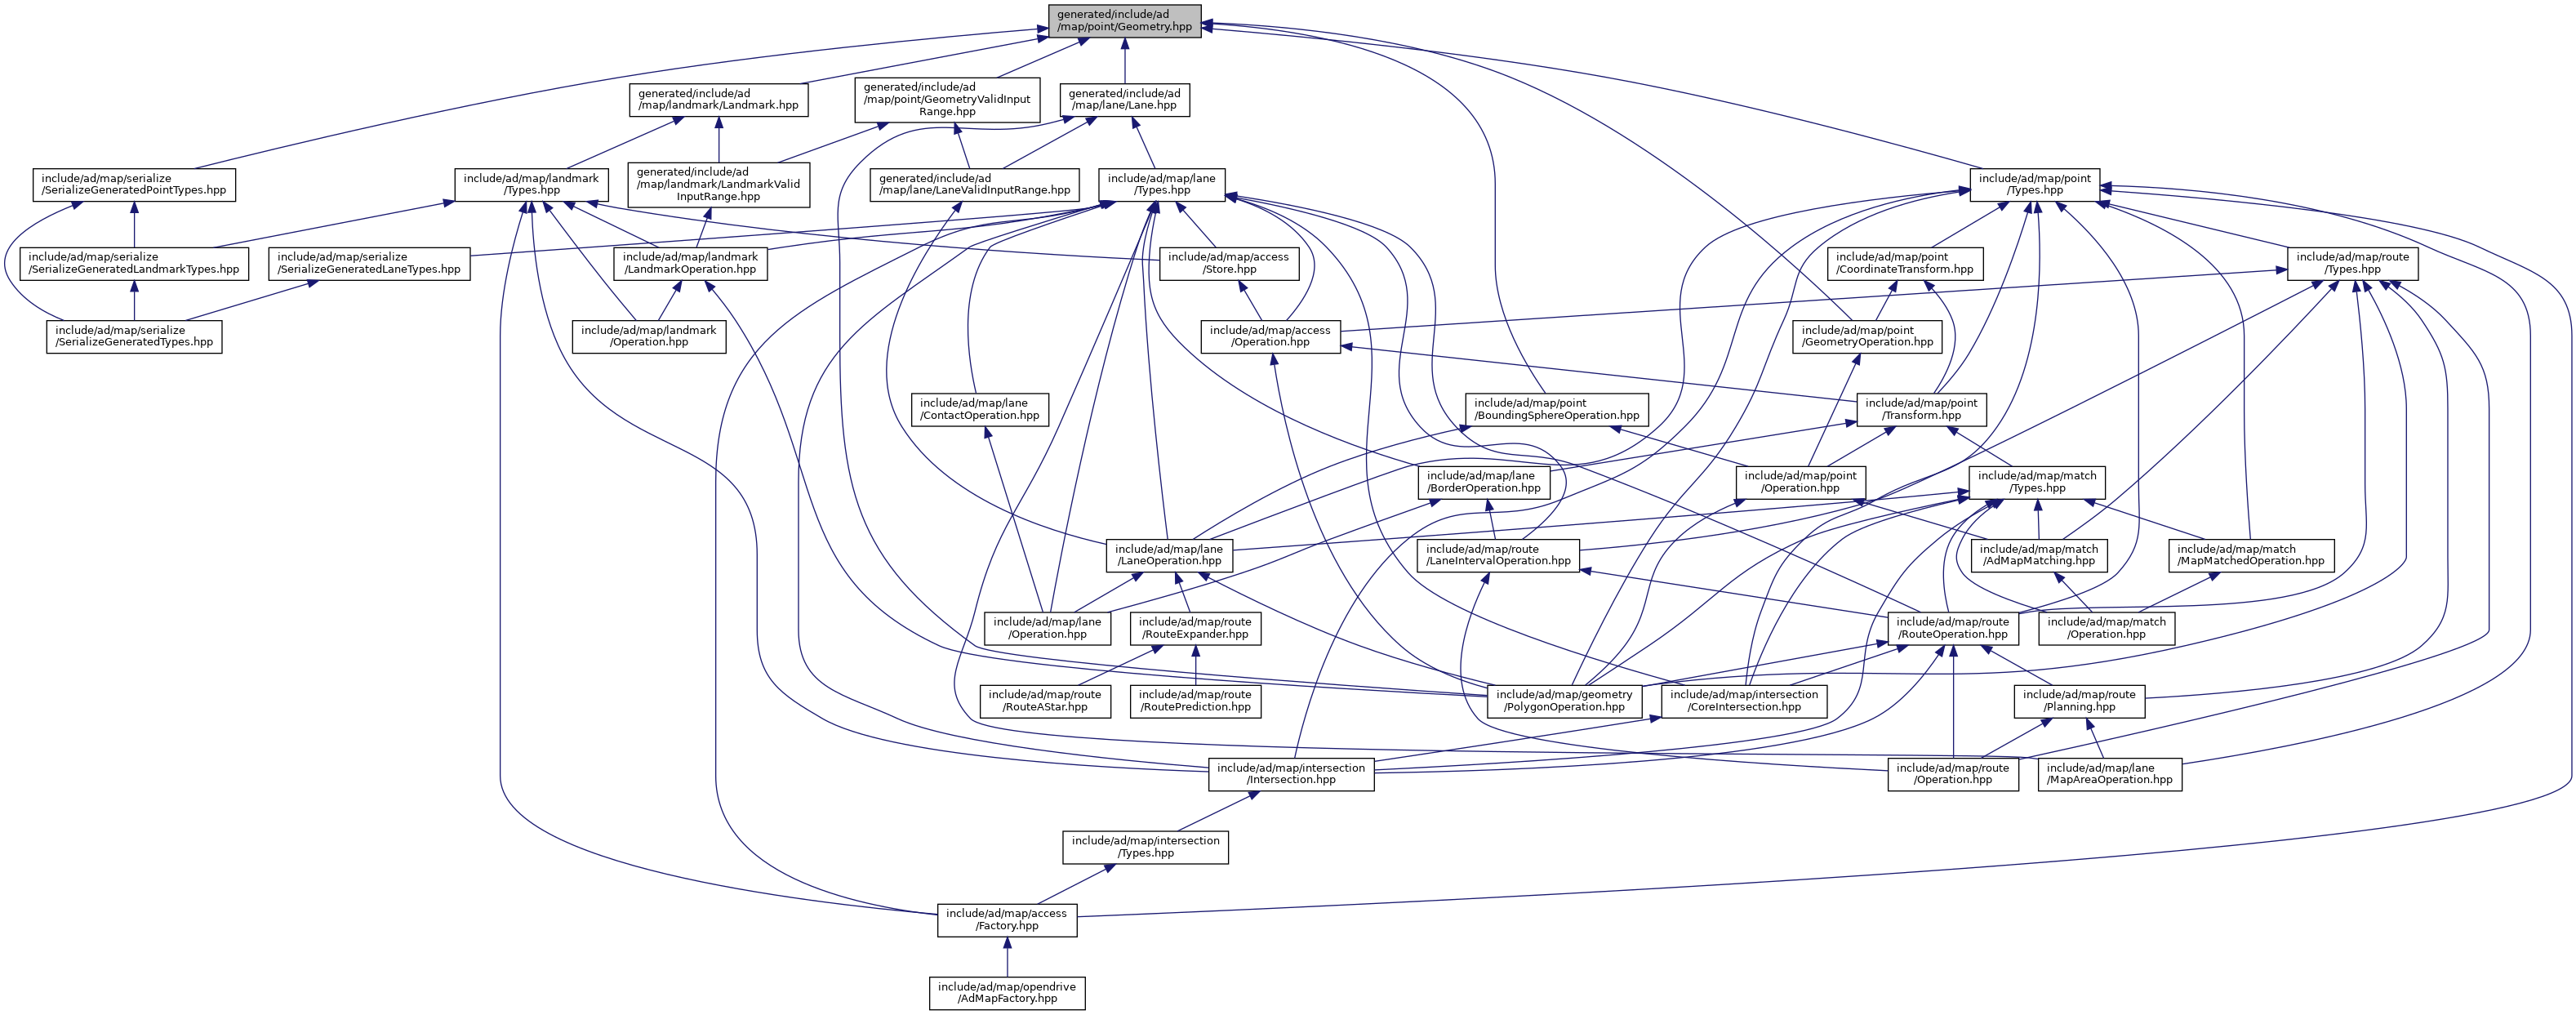 generated/include/ad
/map/point/Geometry.hpp
generated/include/ad
/map/landmark/Landmark.hpp
generated/include/ad
/map/point/GeometryValidInput
Range.hpp
generated/include/ad
/map/lane/Lane.hpp
include/ad/map/serialize
/SerializeGeneratedPointTypes.hpp
include/ad/map/landmark
/Types.hpp
generated/include/ad
/map/landmark/LandmarkValid
InputRange.hpp
generated/include/ad
/map/lane/LaneValidInputRange.hpp
include/ad/map/lane
/Types.hpp
include/ad/map/point
/Types.hpp
include/ad/map/serialize
/SerializeGeneratedLandmarkTypes.hpp
include/ad/map/serialize
/SerializeGeneratedLaneTypes.hpp
include/ad/map/landmark
/LandmarkOperation.hpp
include/ad/map/access
/Store.hpp
include/ad/map/point
/CoordinateTransform.hpp
include/ad/map/route
/Types.hpp
include/ad/map/serialize
/SerializeGeneratedTypes.hpp
include/ad/map/landmark
/Operation.hpp
include/ad/map/access
/Operation.hpp
include/ad/map/point
/GeometryOperation.hpp
include/ad/map/lane
/ContactOperation.hpp
include/ad/map/point
/BoundingSphereOperation.hpp
include/ad/map/point
/Transform.hpp
include/ad/map/lane
/BorderOperation.hpp
include/ad/map/point
/Operation.hpp
include/ad/map/match
/Types.hpp
include/ad/map/lane
/LaneOperation.hpp
include/ad/map/route
/LaneIntervalOperation.hpp
include/ad/map/match
/AdMapMatching.hpp
include/ad/map/match
/MapMatchedOperation.hpp
include/ad/map/lane
/Operation.hpp
include/ad/map/route
/RouteExpander.hpp
include/ad/map/route
/RouteOperation.hpp
include/ad/map/match
/Operation.hpp
include/ad/map/route
/RouteAStar.hpp
include/ad/map/route
/RoutePrediction.hpp
include/ad/map/geometry
/PolygonOperation.hpp
include/ad/map/intersection
/CoreIntersection.hpp
include/ad/map/route
/Planning.hpp
include/ad/map/intersection
/Intersection.hpp
include/ad/map/route
/Operation.hpp
include/ad/map/lane
/MapAreaOperation.hpp
include/ad/map/intersection
/Types.hpp
include/ad/map/access
/Factory.hpp
include/ad/map/opendrive
/AdMapFactory.hpp